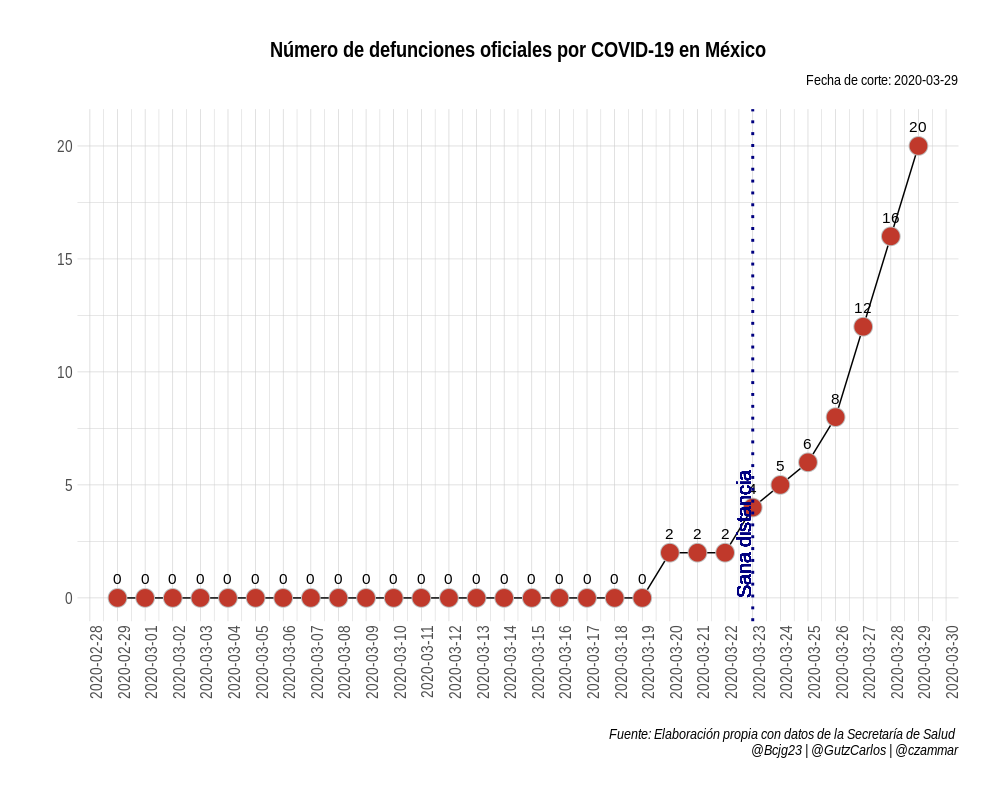 Número de defunciones oficiales por COVID-19 en México
Fecha de corte: 2020-03-29
20
15
10
5
0
0 0 0 0 0 0 0 0 0 0 0 0 0 0 0 0 0 0 0 0 2 2 2 4 5 6 8 12 16 20
Sana distancia
2020-02-28 2020-02-29 2020-03-01 2020-03-02 2020-03-03 2020-03-04 2020-03-05 2020-03-06 2020-03-07 2020-03-08 2020-03-09 2020-03-10 2020-03-11 2020-03-12 2020-03-13 2020-03-14 2020-03-15 2020-03-16 2020-03-17 2020-03-18 2020-03-19 2020-03-20 2020-03-21 2020-03-22 2020-03-23 2020-03-24 2020-03-25 2020-03-26 2020-03-27 2020-03-28 2020-03-29 2020-03-30
Fuente: Elaboración propia con datos de la Secretaría de Salud
@Bcjg23 | @GutzCarlos | @czammar